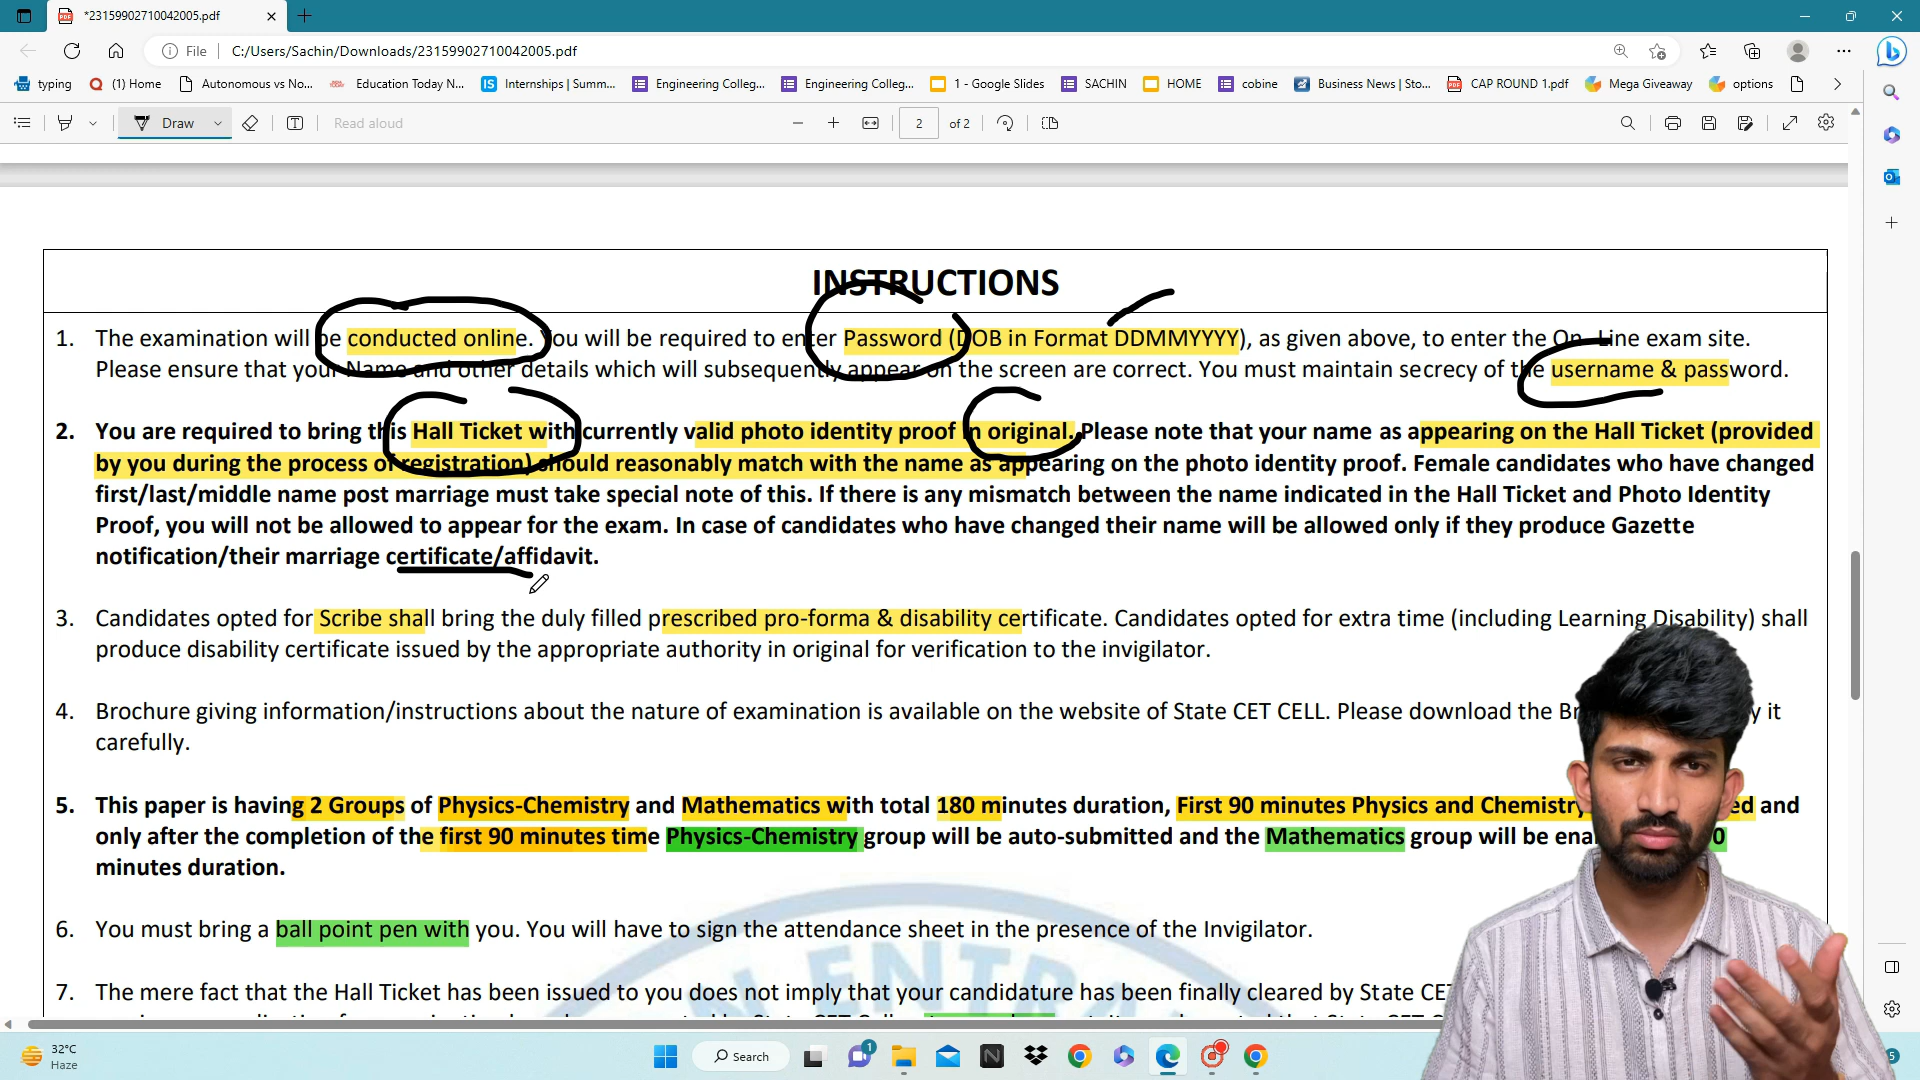 *23159902710042005.pdf
File
C:/Users/Sachin/Downloads/23159902710042005.pdf
typing
(1) Home
Autonomous vs No...
Education Today N...
Internships | Summ...
Engineering Colleg...
Engineering Colleg...
1 - Google Slides
SACHIN
HOME
cobine
Business News | Sto...
CAP ROUND 1.pdf
Mega Giveaway
options
Draw
Read aloud
2
of 2
INSTRUCTIONS
1. The examination will be conducted online. You will be required to enter Password (DOB in Format DDMMYYYY), as given above, to enter the On- Line exam site.
Please ensure that your Name and other details which will subsequently appear on the screen are correct. You must maintain secrecy of the username & password.
2. You are required to bring this Hall Ticket with currently valid photo identity proof in original. Please note that your name as appearing on the Hall Ticket (provided
by you during the process of registration) should reasonably match with the name as appearing on the photo identity proof. Female candidates who have changed
first/last/middle name post marriage must take special note of this. If there is any mismatch between the name indicated in the Hall Ticket and Photo Identity
Proof, you will not be allowed to appear for the exam. In case of candidates who have changed their name will be allowed only if they produce Gazette
notification/their marriage certificate/affidavit.
3. Candidates opted for Scribe shall bring the duly filled prescribed pro-forma & disability certificate. Candidates opted for extra time (including Learning Disability) shall
produce disability certificate issued by the appropriate authority in original for verification to the invigilator.
4. Brochure giving information/instructions about the nature of examination is available on the website of State CET CELL. Please download the it
carefully.
5. This paper is having 2 Groups of Physics-Chemistry and Mathematics with total 180 minutes duration, First 90 minutes Physics and Chemistry and
only after the completion of the first 90 minutes time Physics-Chemistry group will be auto-submitted and the Mathematics group will be
minutes duration.
6. You must bring a ball point pen with you. You will have to sign the attendance sheet in the presence of the Invigilator.
7. The mere fact that the Hall Ticket has been issued to you does not imply that your candidature has been finally cleared by State
32°C
Haze
Search
1